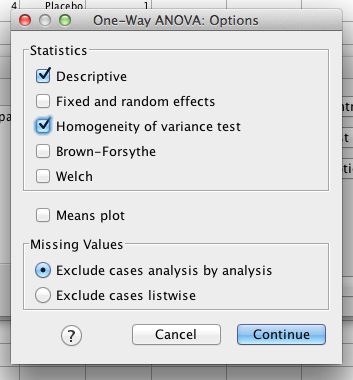 4 Placebo 1
One-Way ANOVA: Options
Statistics
Descriptive
Fixed and random effects
Homogeneity of variance test
Brown-Forsythe
Welch
Means plot
Missing Values
Exclude cases analysis by analysis
Exclude cases listwise
? Cancel Continue